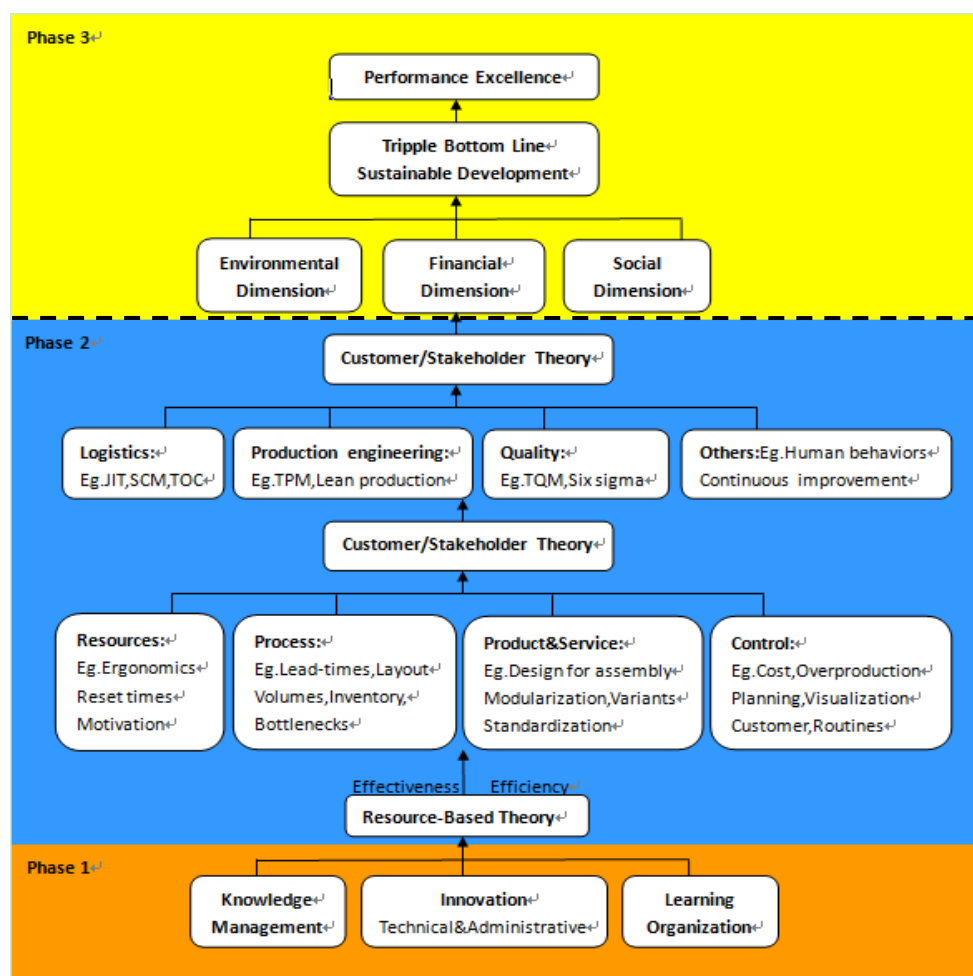 Phase 3
Performance Excellence
Tripple Bottom Line
Sustainable Development
Environmental
Dimension
Financial
Dimension
Social
Dimension
Phase 2
Customer/Stakeholder Theory
Logistics:
Eg.JIT,SCM,TOC
Production engineering:
Eg.TPM,Lean production
Quality:
Eg.TQM,Six sigma
Others:Eg.Human behaviors
Continuous improvement
Customer/Stakeholder Theory
Resources:
Eg.Ergonomics
Reset times
Motivation
Process:
Eg.Lead-times,Layout
Volumes,Inventory,
Bottlenecks
Product&Service:
Eg.Design for assembly
Modularization,Variants
Standardization
Control:
Eg.Cost,Overproduction
Planning,Visualization
Customer,Routines
Effectiveness Efficiency
Resource-Based Theory
Phase 1
Knowledge
Management
Innovation
Technical&Administrative
Learning
Organization